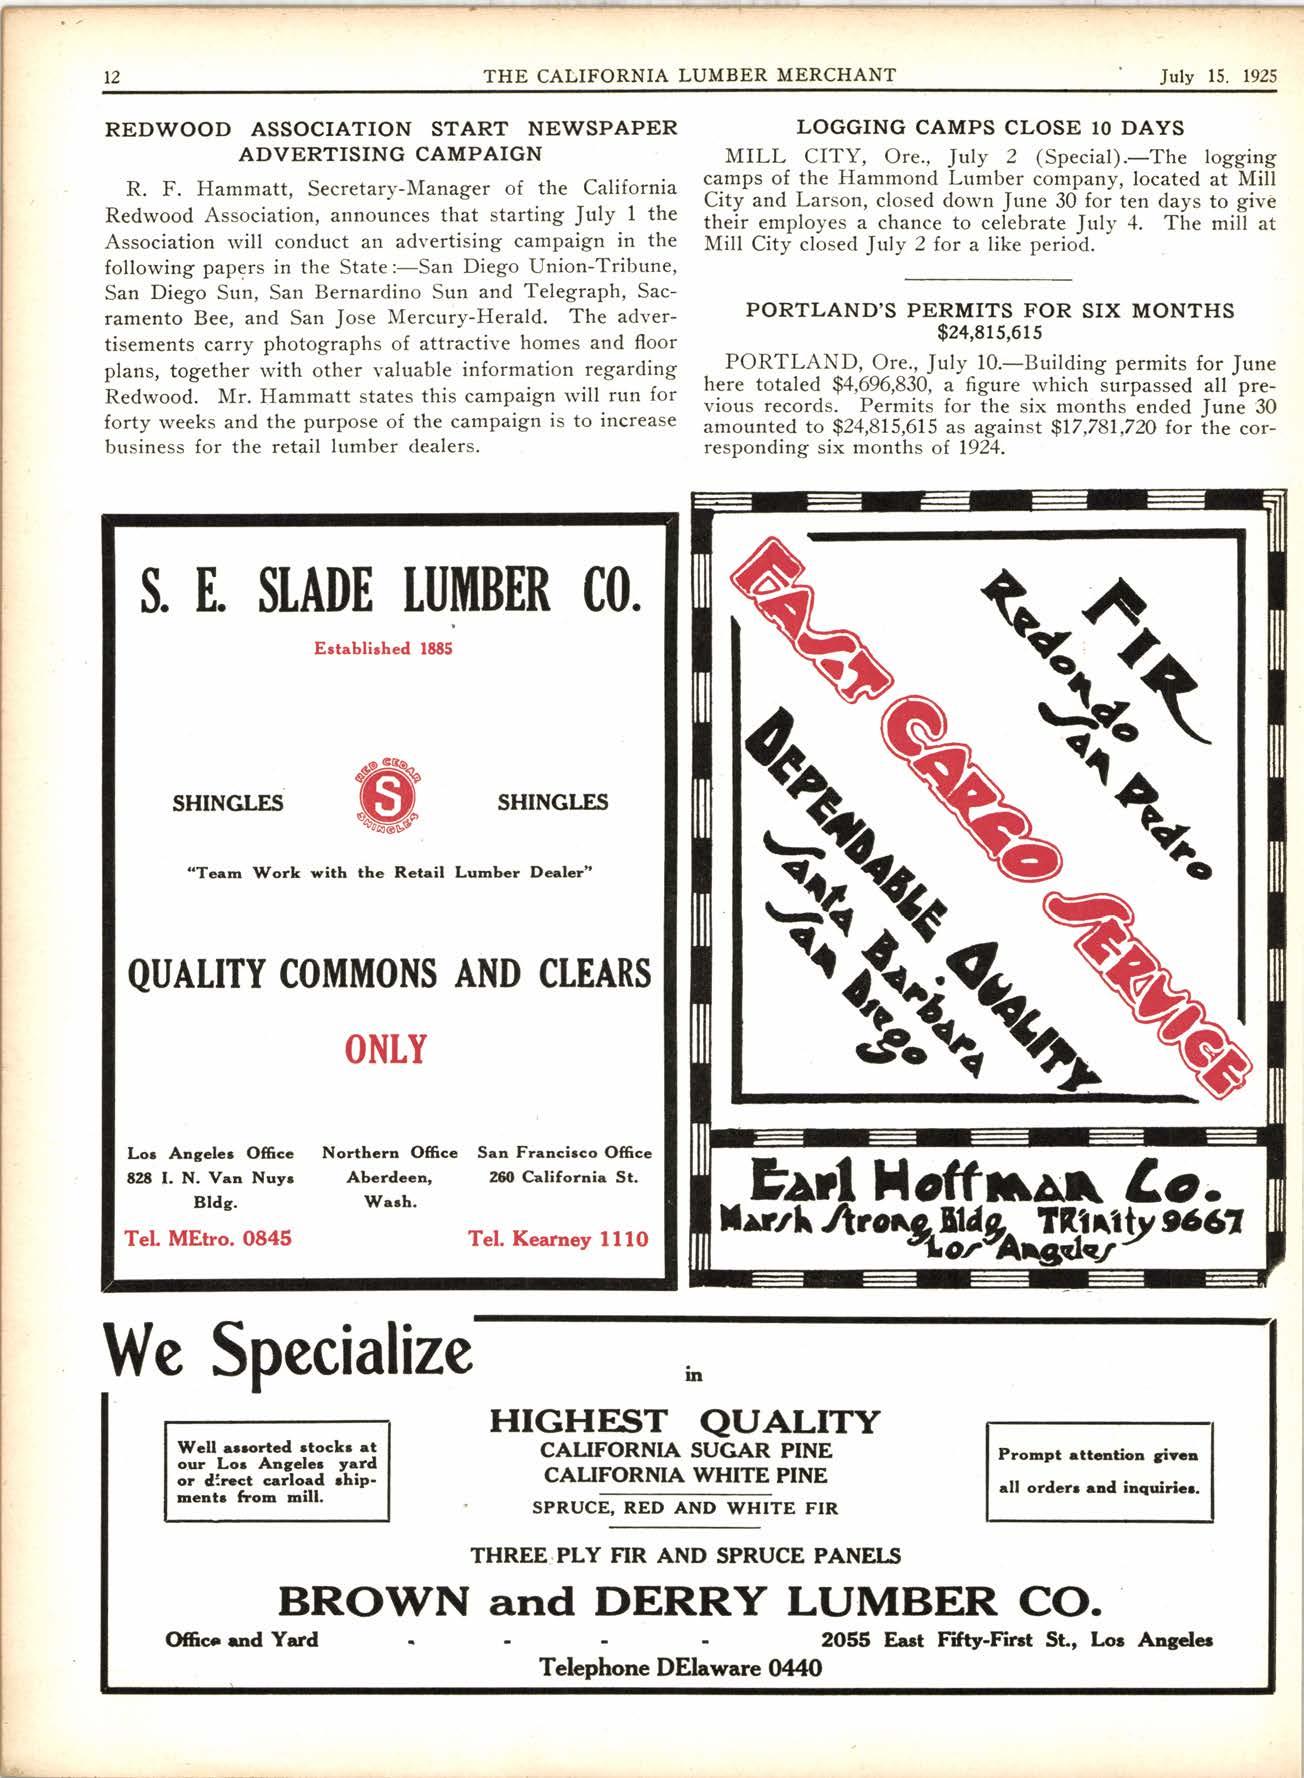 12
THE CALIFORNIA LUMBER MERCHANT
July 15, 1925
REDWOOD ASSOCIATION START NEWSPAPER
ADVERTISING CAMPAIGN
R. F. Hammatt, Secretary-Manager of the California
Redwood Association, announces that starting July 1 the
Association will conduct an advertising campaign in the
following papers in the State:—San Diego Union-Tribune,
San Diego Sun, San Bernardino Sun and Telegraph, Sac-
ramento Bee, and San Jose Mercury-Herald. The adver-
tisements carry photographs of attractive homes and floor
plans, together with other valuable information regarding
Redwood. Mr. Hammatt states this campaign will run for
forty weeks and the purpose of the campaign is to increase
business for the retail lumber dealers.
LOGGING CAMPS CLOSE 10 DAYS
MILL CITY, Ore., July 2 (Special).—The logging
camps of the Hammond Lumber company, located at Mill
City and Larson, closed down June 30 for ten days to give
their employes a chance to celebrate July 4. The mill at
Mill City closed July 2 for a like period.
PORTLAND'S PERMITS FOR SIX MONTHS
$24,815,615
PORTLAND, Ore., July 10.—Building permits for June
here totaled $4,696,830, a figure which surpassed all pre-
vious records. Permits for the six months ended June 30
amounted to $24,815,615 as against $17,781,720 for the cor-
responding six months of 1924.
S. E. SLADE LUMBER CO.
Established 1885
SHINGLES
RED CEDAR
S
SHINGLES
SHINGLES
"Team Work with the Retail Lumber Dealer"
QUALITY COMMONS AND CLEARS
ONLY
Los Angeles Office
828 I. N. Van Nuys
Bldg.
Tel. MEtro. 0845
Northern Office
Aberdeen,
Wash.
San Francisco Office
260 California St.
Tel. Kearney 1110
FIR
Redondo
San Pedro
FAST CARGO SERVICE
DEPENDABLE QUALITY
Santa Barbara
San Diego
Earl Hoffman Co.
Marsh Strong Bldg, TRinity 9667
Los Angeles
We Specialize
in
HIGHEST QUALITY
CALIFORNIA SUGAR PINE
CALIFORNIA WHITE PINE
SPRUCE, RED AND WHITE FIR
Well assorted stocks at
our Los Angeles yard
or direct carload ship-
ments from mill.
Prompt attention given
all orders and inquiries.
THREE PLY FIR AND SPRUCE PANELS
BROWN and DERRY LUMBER CO.
Office and Yard - - - - 2055 East Fifty-First St., Los Angeles
Telephone DElaware 0440